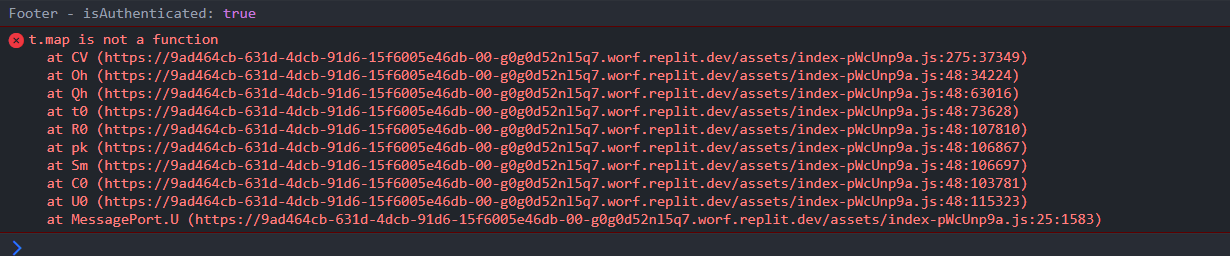 Footer - isAuthenticated: true
t.map is not a function
at CV (https://9ad464cb-631d-4dcb-91d6-15f6005e46db-00-g0g0d52nl5q7.worf.replit.dev/assets/index-pWcUnp9a.js:275:37349)
at Oh (https://9ad464cb-631d-4dcb-91d6-15f6005e46db-00-g0g0d52nl5q7.worf.replit.dev/assets/index-pWcUnp9a.js:48:34224)
at Qh (https://9ad464cb-631d-4dcb-91d6-15f6005e46db-00-g0g0d52nl5q7.worf.replit.dev/assets/index-pWcUnp9a.js:48:63016)
at t0 (https://9ad464cb-631d-4dcb-91d6-15f6005e46db-00-g0g0d52nl5q7.worf.replit.dev/assets/index-pWcUnp9a.js:48:73628)
at R0 (https://9ad464cb-631d-4dcb-91d6-15f6005e46db-00-g0g0d52nl5q7.worf.replit.dev/assets/index-pWcUnp9a.js:48:107810)
at pk (https://9ad464cb-631d-4dcb-91d6-15f6005e46db-00-g0g0d52nl5q7.worf.replit.dev/assets/index-pWcUnp9a.js:48:106867)
at Sm (https://9ad464cb-631d-4dcb-91d6-15f6005e46db-00-g0g0d52nl5q7.worf.replit.dev/assets/index-pWcUnp9a.js:48:106697)
at C0 (https://9ad464cb-631d-4dcb-91d6-15f6005e46db-00-g0g0d52nl5q7.worf.replit.dev/assets/index-pWcUnp9a.js:48:103781)
at U0 (https://9ad464cb-631d-4dcb-91d6-15f6005e46db-00-g0g0d52nl5q7.worf.replit.dev/assets/index-pWcUnp9a.js:48:115323)
at MessagePort.U (https://9ad464cb-631d-4dcb-91d6-15f6005e46db-00-g0g0d52nl5q7.worf.replit.dev/assets/index-pWcUnp9a.js:25:1583)